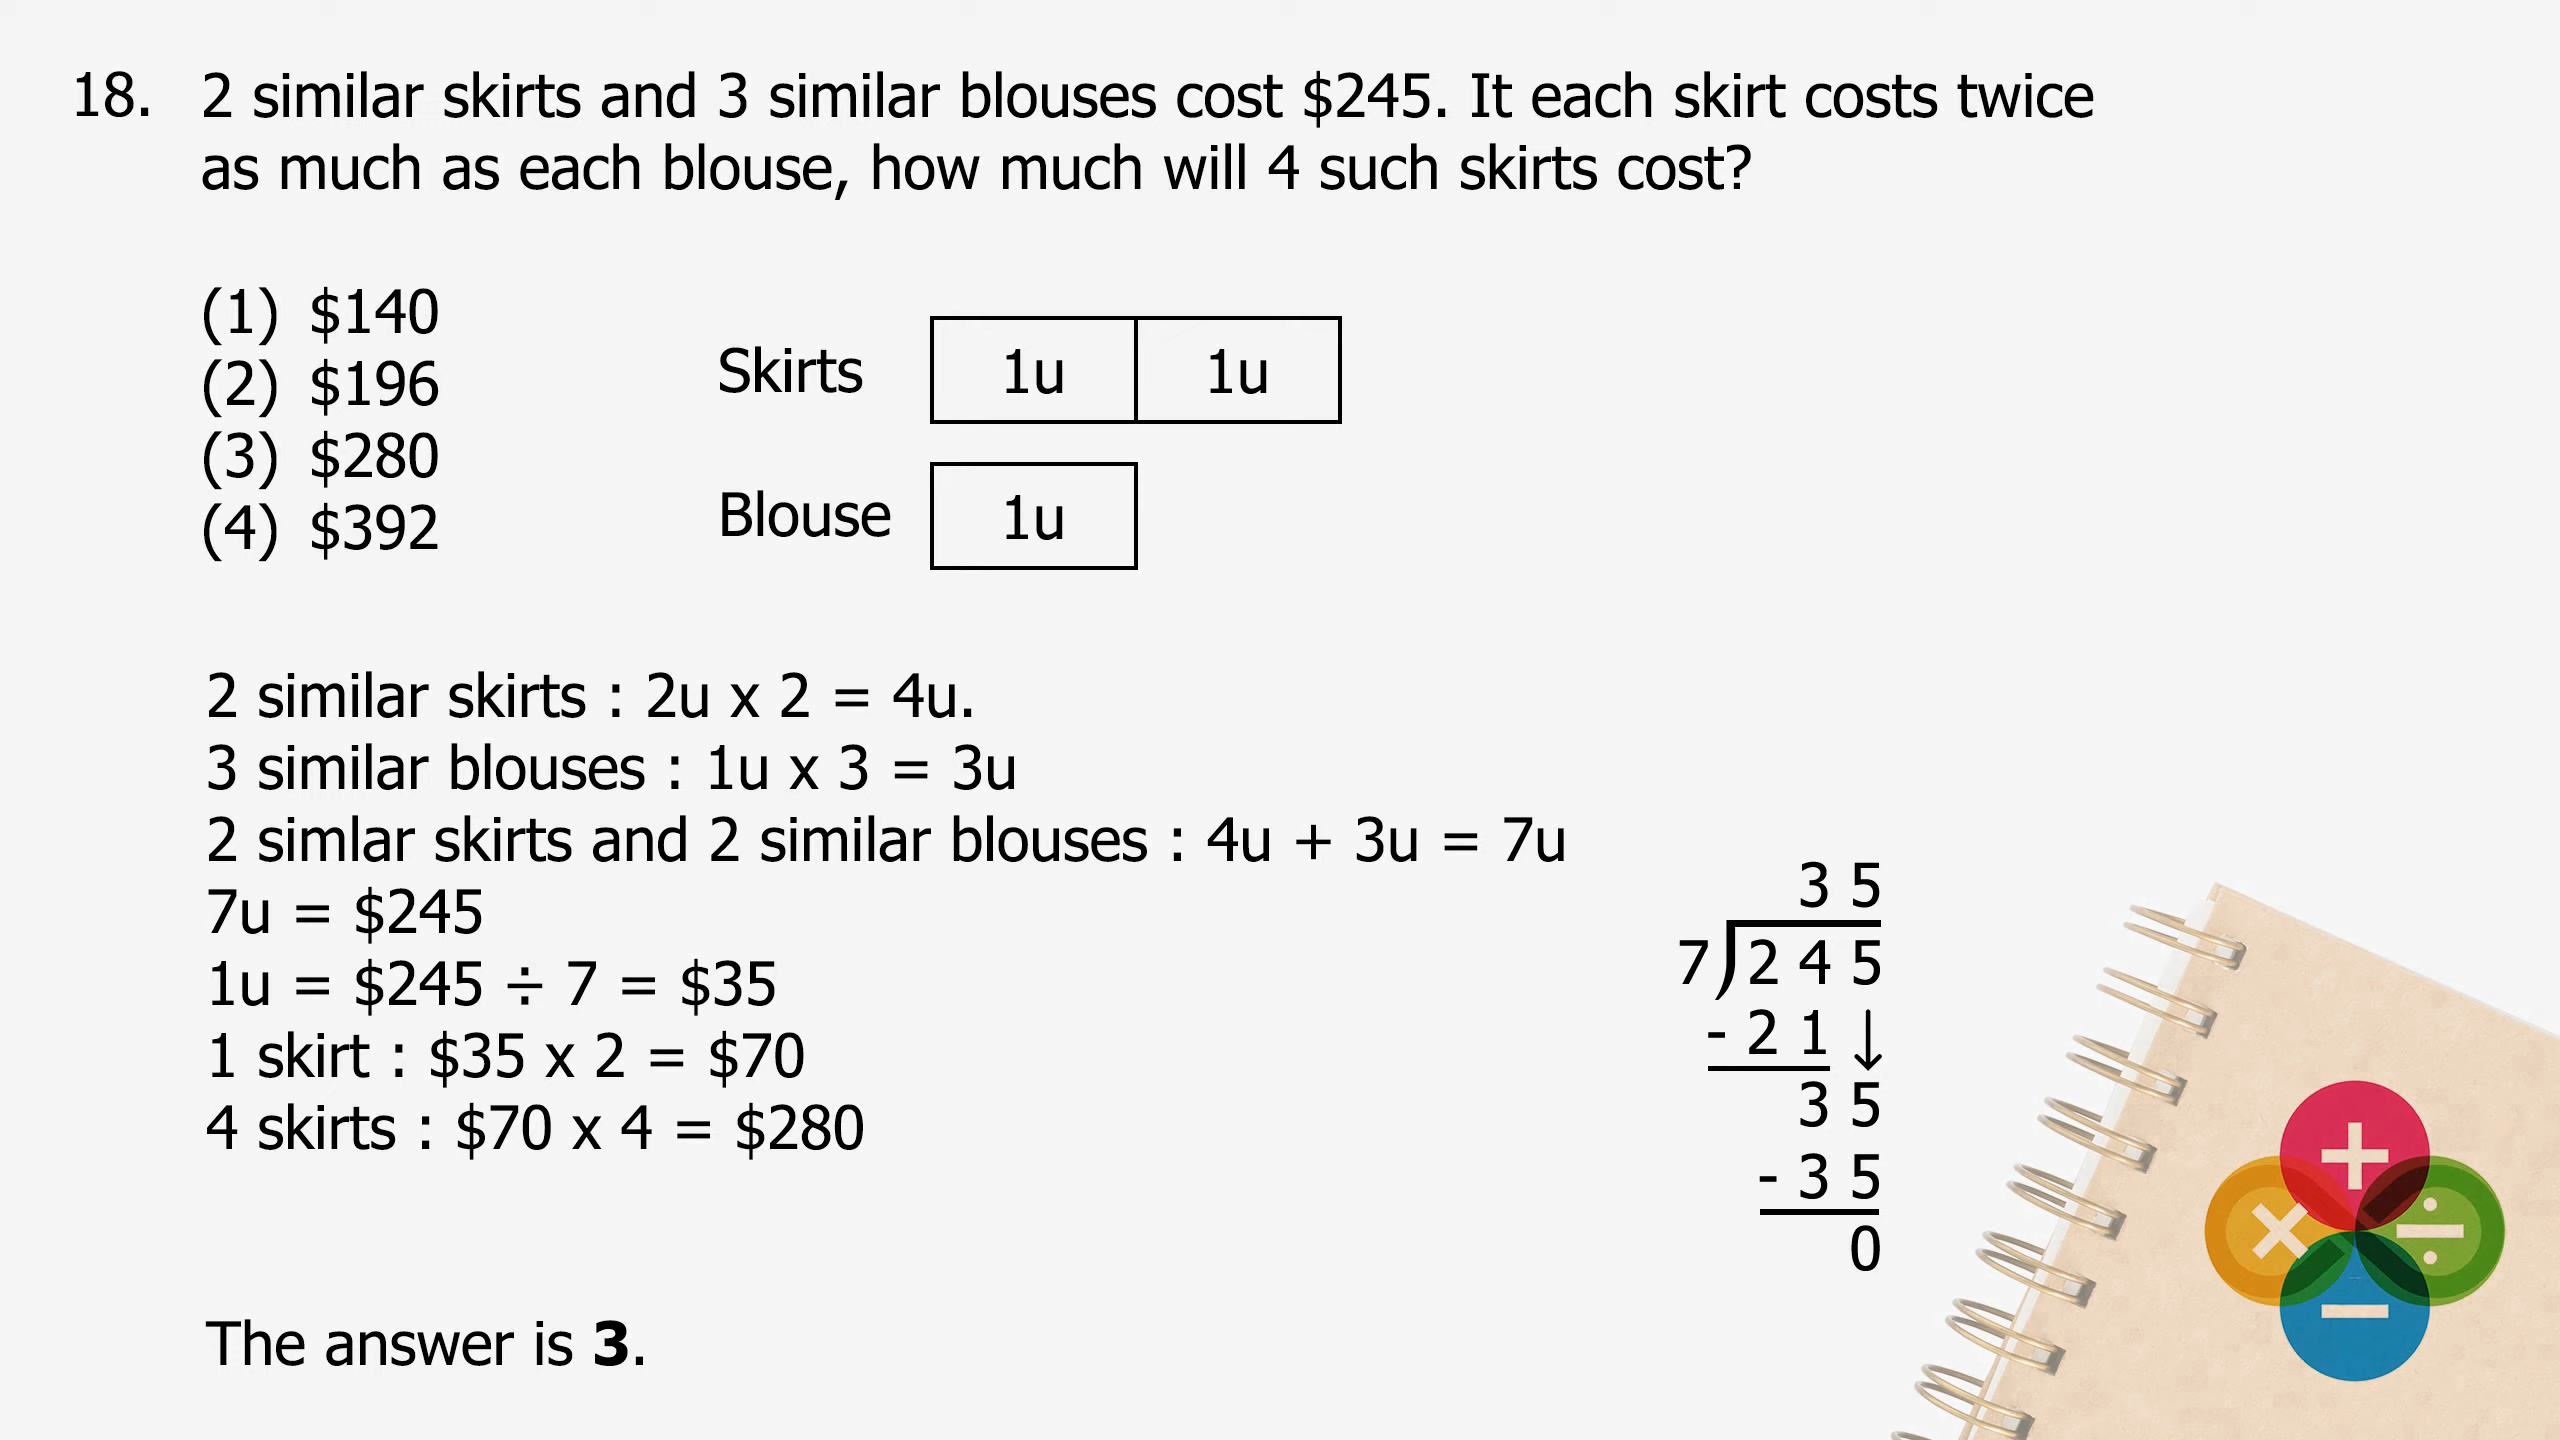 18. 2 similar skirts and 3 similar blouses cost $245. It each skirt costs twice
as much as each blouse, how much will 4 such skirts cost?
(1) $140
(2) $196
(3) $280
(4) $392
Skirts 1u 1u
Blouse 1u
2 similar skirts : 2u x 2 = 4u.
3 similar blouses : 1u x 3 = 3u
2 simlar skirts and 2 similar blouses : 4u + 3u = 7u
7u = $245
1u = $245 ÷ 7 = $35
1 skirt : $35 x 2 = $70
4 skirts : $70 x 4 = $280
3 5
7)2 4 5
- 2 1 ↓
3 5
- 3 5
0
The answer is 3.
+
× ÷
−